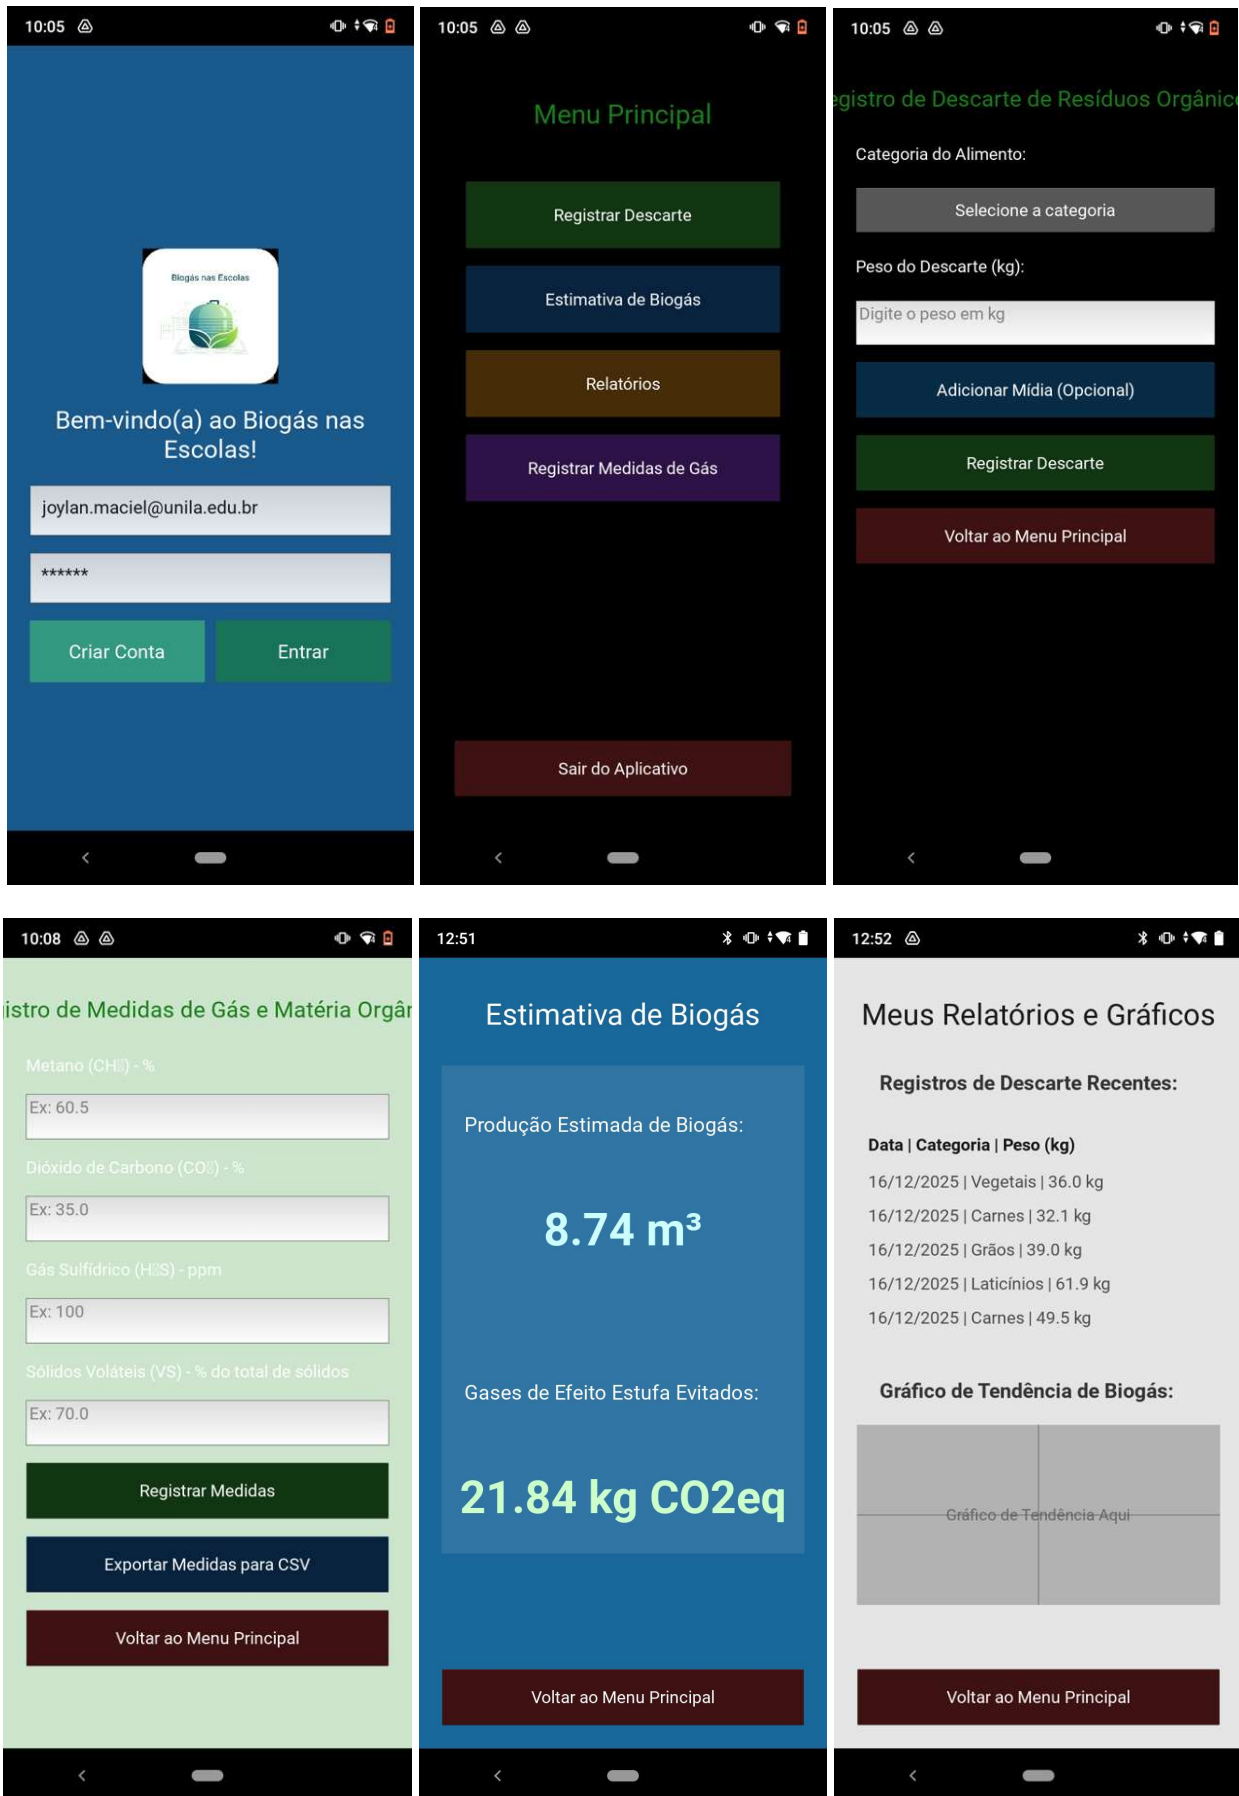 10:05
Biogás nas Escolas
Bem-vindo(a) ao Biogás nas
Escolas!
joylan.maciel@unila.edu.br
******
Criar Conta
Entrar
10:05
Menu Principal
Registrar Descarte
Estimativa de Biogás
Relatórios
Registrar Medidas de Gás
Sair do Aplicativo
10:05
egistro de Descarte de Resíduos Orgânic
Categoria do Alimento:
Selecione a categoria
Peso do Descarte (kg):
Digite o peso em kg
Adicionar Mídia (Opcional)
Registrar Descarte
Voltar ao Menu Principal
10:08
istro de Medidas de Gás e Matéria Orgâr
Metano (CH▯) - %
Ex: 60.5
Dióxido de Carbono (CO▯) - %
Ex: 35.0
Gás Sulfídrico (H▯S) - ppm
Ex: 100
Sólidos Voláteis (VS) - % do total de sólidos
Ex: 70.0
Registrar Medidas
Exportar Medidas para CSV
Voltar ao Menu Principal
12:51
Estimativa de Biogás
Produção Estimada de Biogás:
8.74 m³
Gases de Efeito Estufa Evitados:
21.84 kg CO2eq
Voltar ao Menu Principal
12:52
Meus Relatórios e Gráficos
Registros de Descarte Recentes:
Data | Categoria | Peso (kg)
16/12/2025 | Vegetais | 36.0 kg
16/12/2025 | Carnes | 32.1 kg
16/12/2025 | Grãos | 39.0 kg
16/12/2025 | Laticínios | 61.9 kg
16/12/2025 | Carnes | 49.5 kg
Gráfico de Tendência de Biogás:
Gráfico de Tendência Aqui
Voltar ao Menu Principal